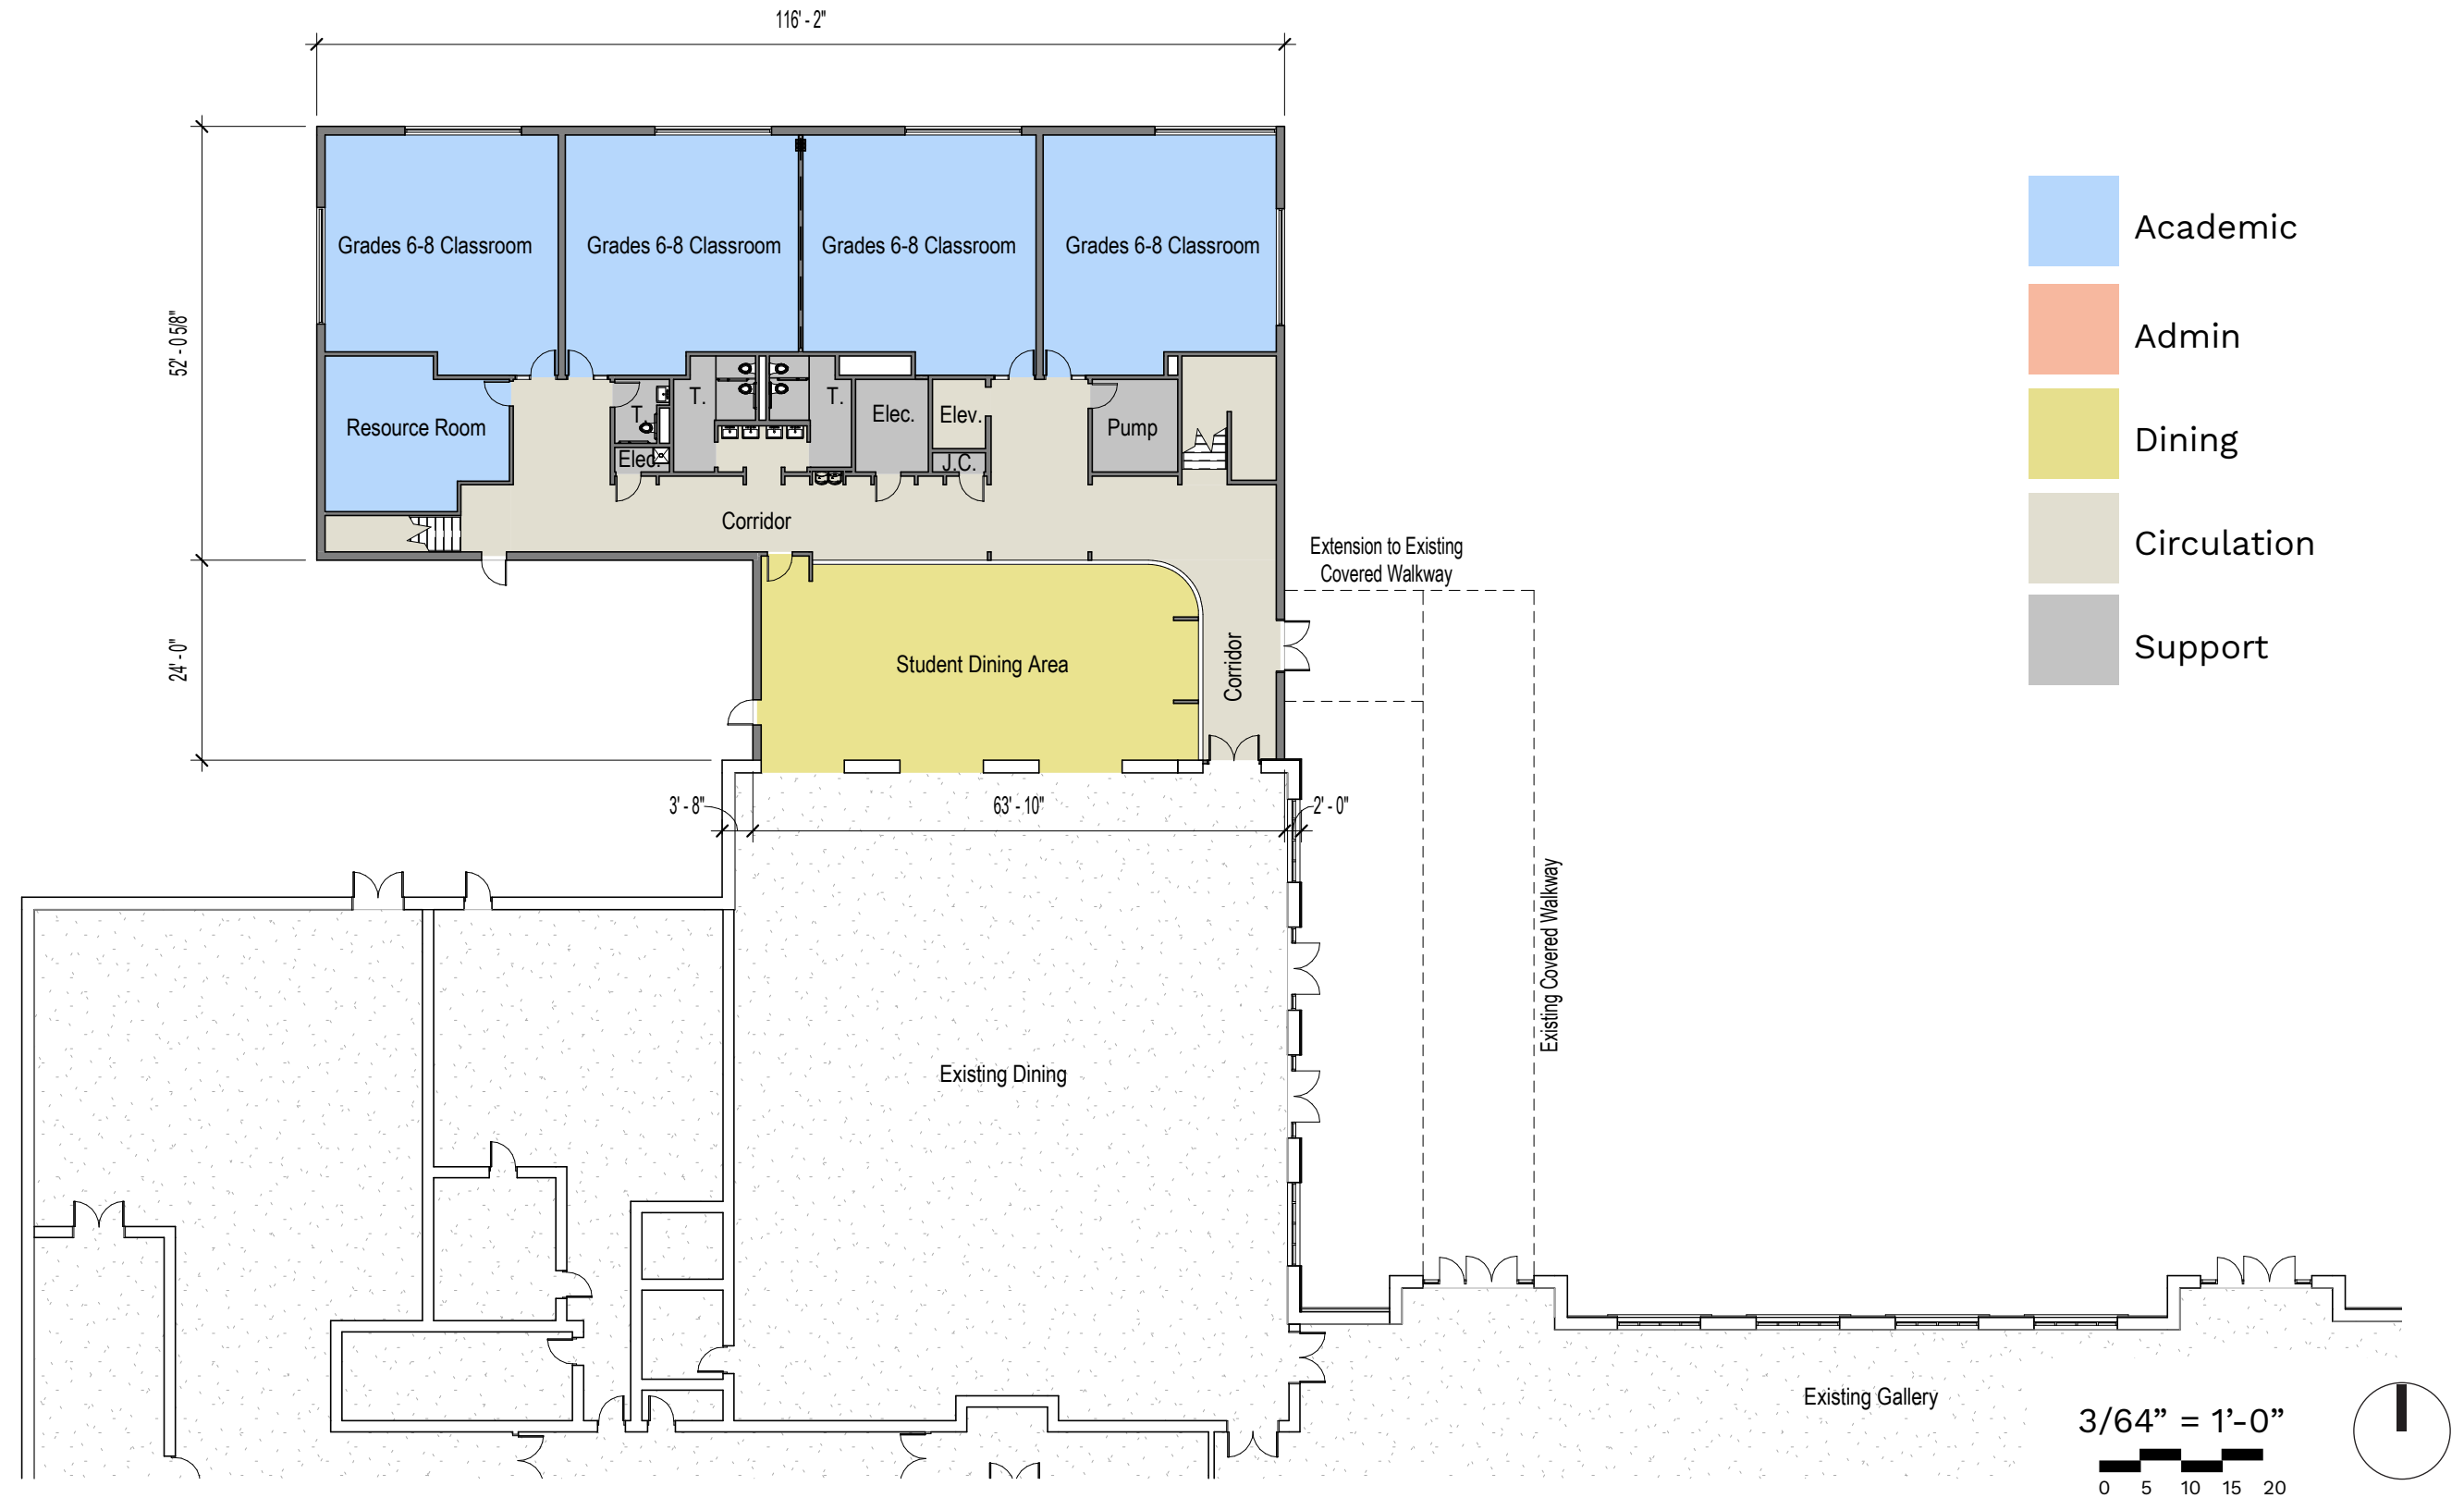 116' - 2"
Academic
Admin
Dining
Circulation
Support
52' - 0 5/8"
24' - 0"
Grades 6-8 Classroom
Grades 6-8 Classroom
Grades 6-8 Classroom
Grades 6-8 Classroom
Resource Room
T.
T.
T.
Elec.
Elec.
Elev.
J.C.
Pump
Corridor
Extension to Existing
Covered Walkway
Student Dining Area
Corridor
3' - 8"
63' - 10"
2' - 0"
Existing Covered Walkway
Existing Dining
Existing Gallery
3/64” = 1’-0”
0 5 10 15 20